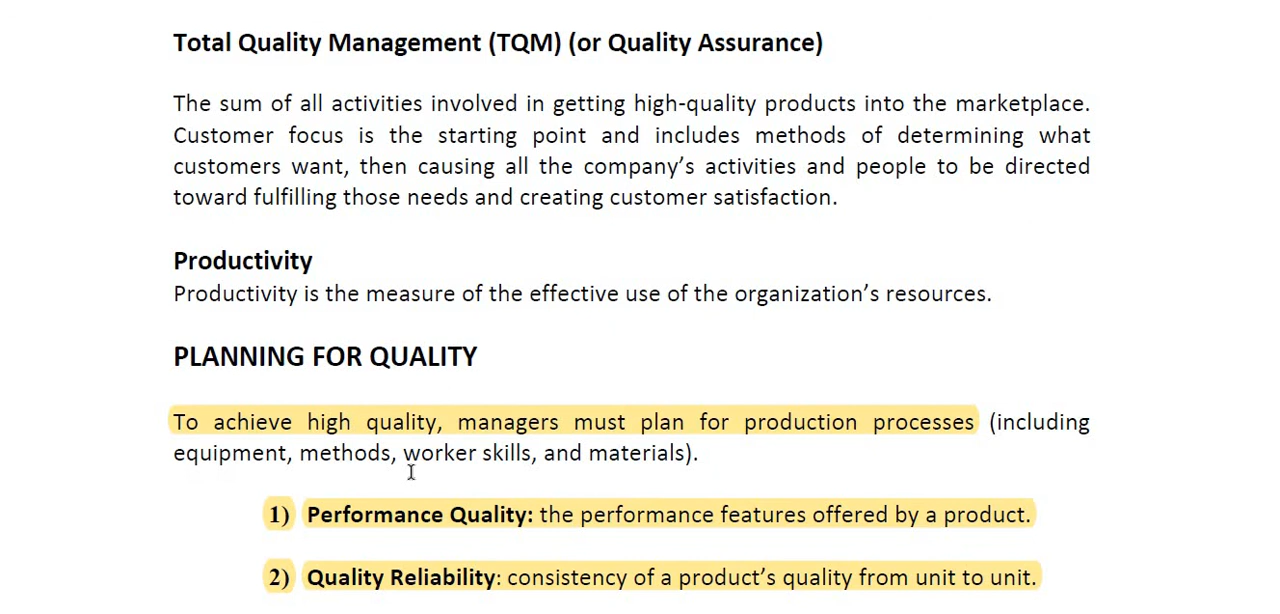 Total Quality Management (TQM) (or Quality Assurance)
The sum of all activities involved in getting high-quality products into the marketplace.
Customer focus is the starting point and includes methods of determining what
customers want, then causing all the company’s activities and people to be directed
toward fulfilling those needs and creating customer satisfaction.
Productivity
Productivity is the measure of the effective use of the organization’s resources.
PLANNING FOR QUALITY
To achieve high quality, managers must plan for production processes (including
equipment, methods, worker skills, and materials).
1) Performance Quality: the performance features offered by a product.
2) Quality Reliability: consistency of a product’s quality from unit to unit.